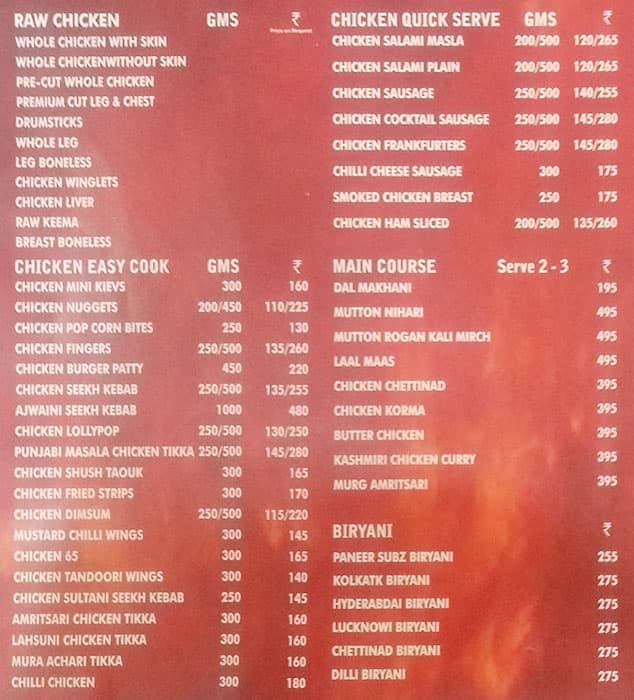 RAW CHICKEN GMS ₹
Price on Request
WHOLE CHICKEN WITH SKIN
WHOLE CHICKENWITHOUT SKIN
PRE-CUT WHOLE CHICKEN
PREMIUM CUT LEG & CHEST
DRUMSTICKS
WHOLE LEG
LEG BONELESS
CHICKEN WINGLETS
CHICKEN LIVER
RAW KEEMA
BREAST BONELESS
CHICKEN EASY COOK GMS ₹
CHICKEN MINI KIEVS 300 160
CHICKEN NUGGETS 200/450 110/225
CHICKEN POP CORN BITES 250 130
CHICKEN FINGERS 250/500 135/260
CHICKEN BURGER PATTY 450 220
CHICKEN SEEKH KEBAB 250/500 135/255
AJWAINI SEEKH KEBAB 1000 480
CHICKEN LOLLYPOP 250/500 130/250
PUNJABI MASALA CHICKEN TIKKA 250/500 145/280
CHICKEN SHUSH TAOUK 300 165
CHICKEN FRIED STRIPS 300 170
CHICKEN DIMSUM 250/500 115/220
MUSTARD CHILLI WINGS 300 145
CHICKEN 65 300 165
CHICKEN TANDOORI WINGS 300 140
CHICKEN SULTANI SEEKH KEBAB 250 145
AMRITSARI CHICKEN TIKKA 300 160
LAHSUNI CHICKEN TIKKA 300 160
MURA ACHARI TIKKA 300 160
CHILLI CHICKEN 300 180
CHICKEN QUICK SERVE GMS ₹
CHICKEN SALAMI MASLA 200/500 120/265
CHICKEN SALAMI PLAIN 200/500 120/265
CHICKEN SAUSAGE 250/500 140/255
CHICKEN COCKTAIL SAUSAGE 250/500 145/280
CHICKEN FRANKFURTERS 250/500 145/280
CHILLI CHEESE SAUSAGE 300 175
SMOKED CHICKEN BREAST 250 175
CHICKEN HAM SLICED 200/500 135/260
MAIN COURSE Serve 2 - 3 ₹
DAL MAKHANI 195
MUTTON NIHARI 495
MUTTON ROGAN KALI MIRCH 495
LAAL MAAS 495
CHICKEN CHETTINAD 395
CHICKEN KORMA 395
BUTTER CHICKEN 395
KASHMIRI CHICKEN CURRY 395
MURG AMRITSARI 395
BIRYANI ₹
PANEER SUBZ BIRYANI 255
KOLKATK BIRYANI 275
HYDERABDAI BIRYANI 275
LUCKNOWI BIRYANI 275
CHETTINAD BIRYANI 275
DILLI BIRYANI 275